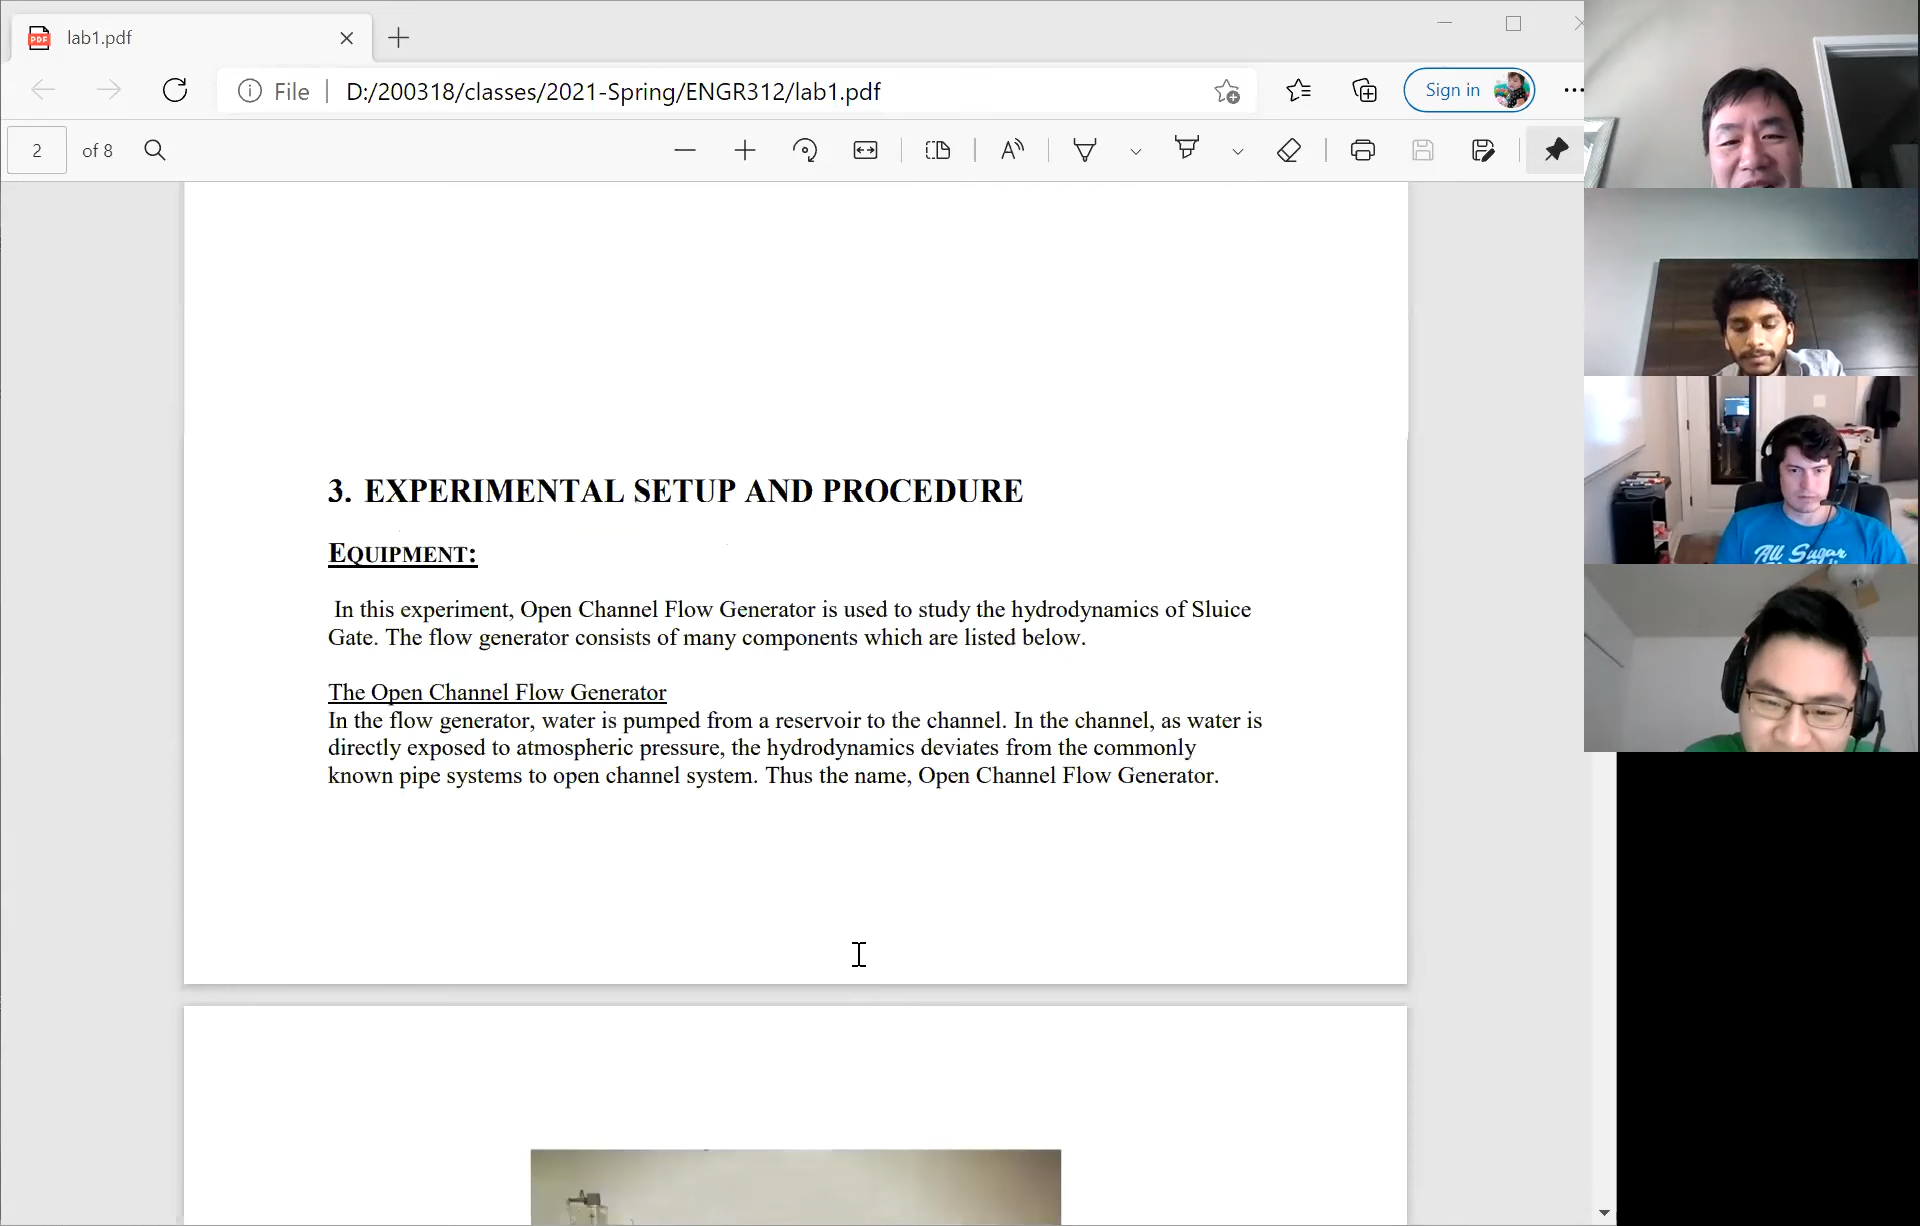 lab1.pdf
File
D:/200318/classes/2021-Spring/ENGR312/lab1.pdf
Sign in
2 of 8
3. EXPERIMENTAL SETUP AND PROCEDURE
EQUIPMENT:
In this experiment, Open Channel Flow Generator is used to study the hydrodynamics of Sluice
Gate. The flow generator consists of many components which are listed below.
The Open Channel Flow Generator
In the flow generator, water is pumped from a reservoir to the channel. In the channel, as water is
directly exposed to atmospheric pressure, the hydrodynamics deviates from the commonly
known pipe systems to open channel system. Thus the name, Open Channel Flow Generator.
All Sugar